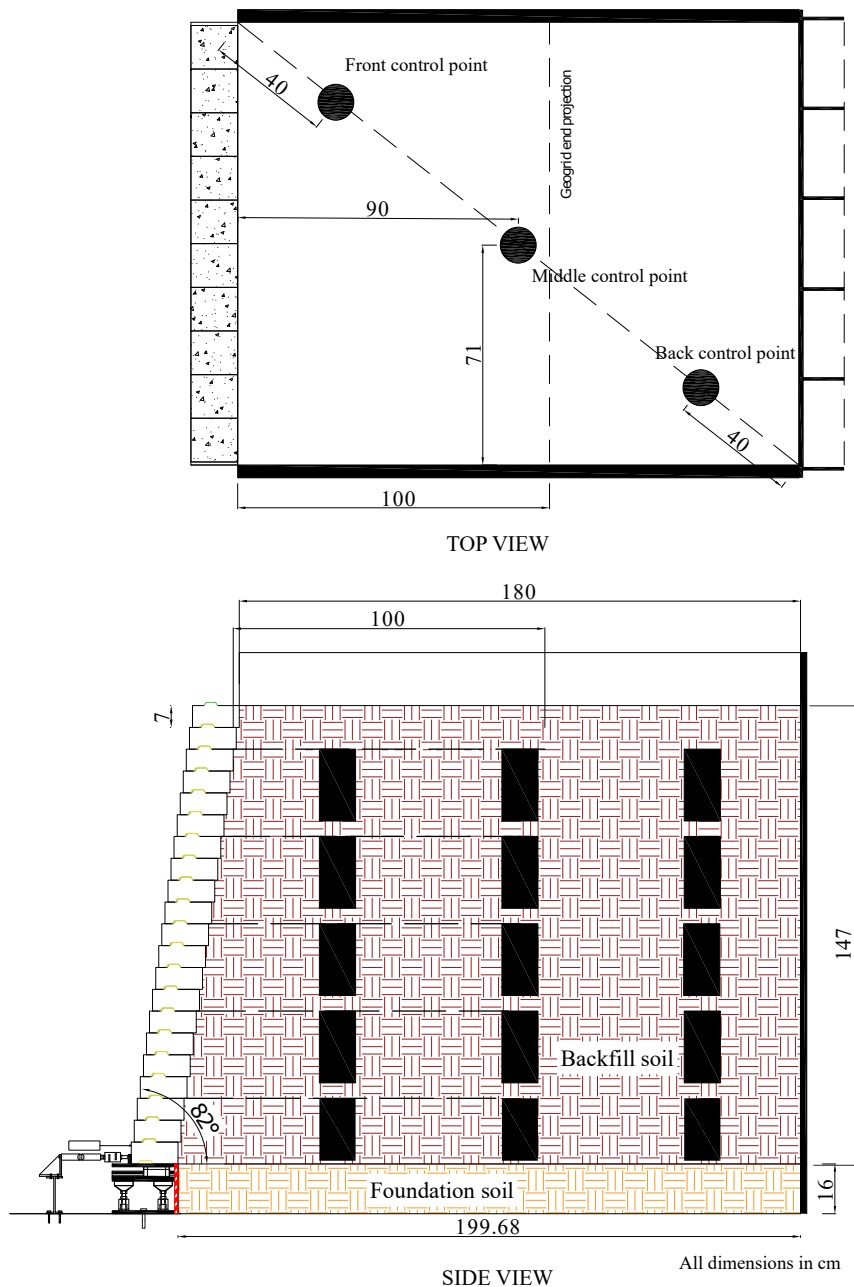 Front control point
40
Geogrid end projection
90
Middle control point
71
Back control point
40
100
TOP VIEW
180
100
7
147
Backfill soil
82°
Foundation soil
16
199.68
All dimensions in cm
SIDE VIEW